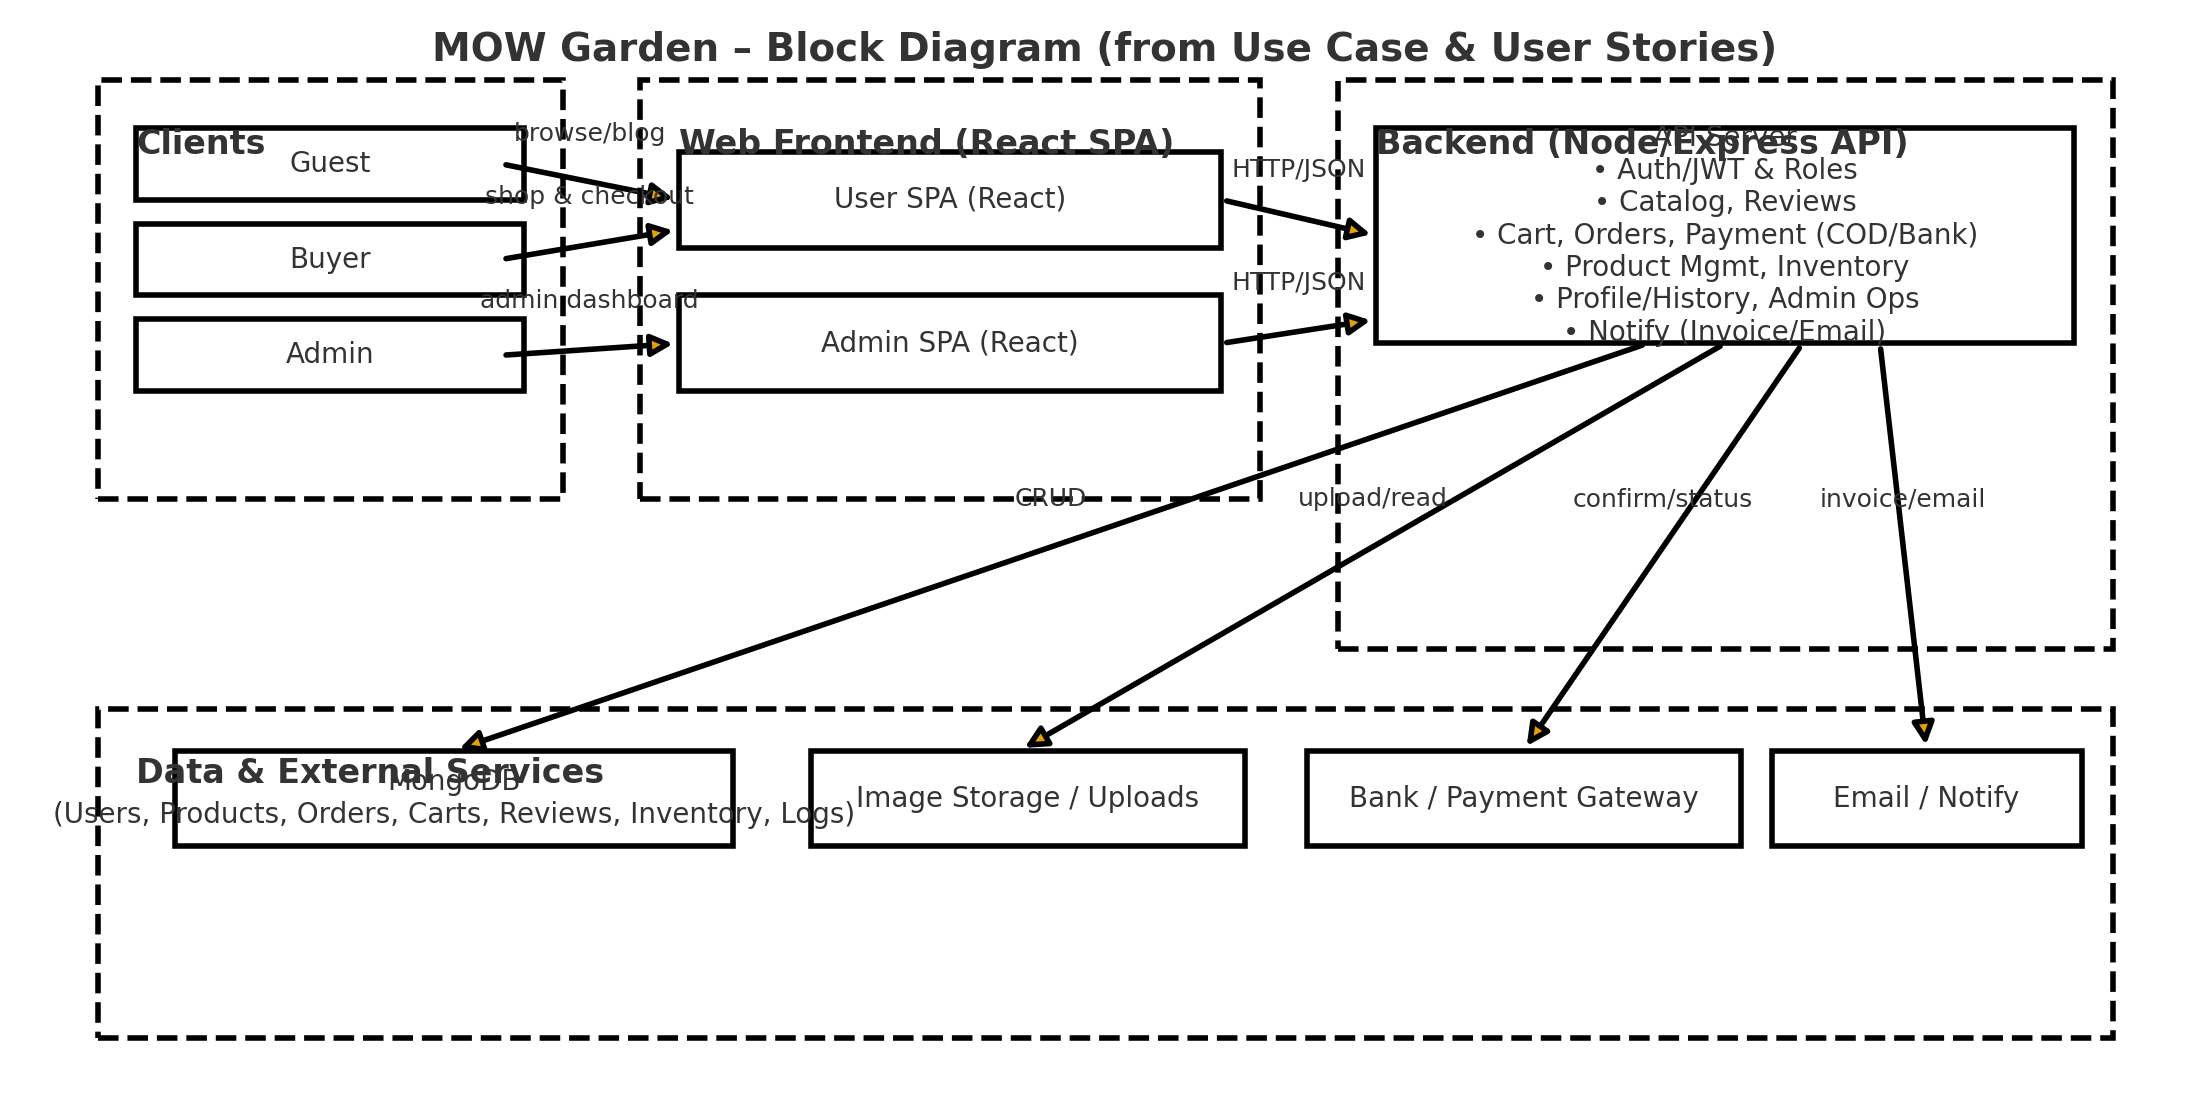 MOW Garden – Block Diagram (from Use Case & User Stories)
Clients
Guest
Buyer
Admin
browse/blog
shop & checkout
admin dashboard
Web Frontend (React SPA)
User SPA (React)
Admin SPA (React)
HTTP/JSON
HTTP/JSON
Backend (Node/Express API)
API Server
• Auth/JWT & Roles
• Catalog, Reviews
• Cart, Orders, Payment (COD/Bank)
• Product Mgmt, Inventory
• Profile/History, Admin Ops
• Notify (Invoice/Email)
CRUD
upload/read
confirm/status
invoice/email
Data & External Services
MongoDB
(Users, Products, Orders, Carts, Reviews, Inventory, Logs)
Image Storage / Uploads
Bank / Payment Gateway
Email / Notify